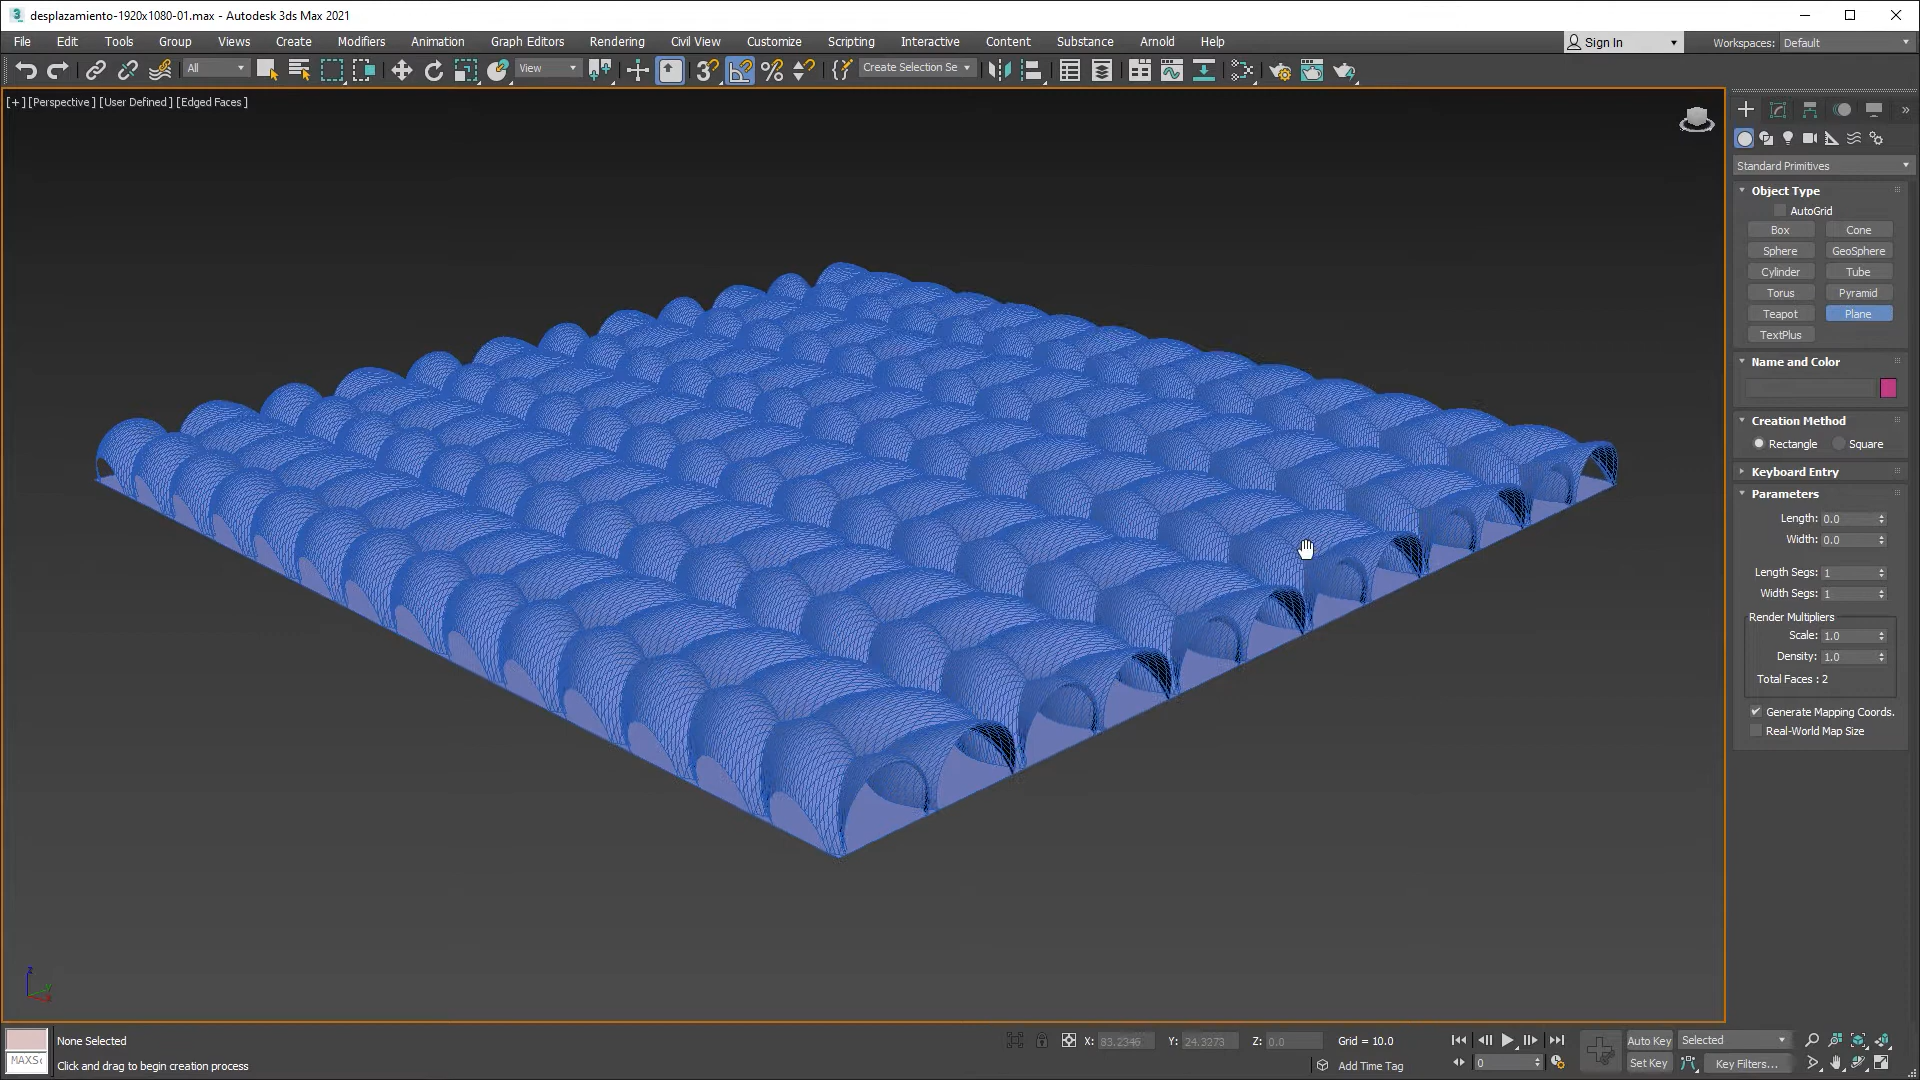 desplazamiento-1920x1080-01.max - Autodesk 3ds Max 2021
File Edit Tools Group Views Create Modifiers Animation Graph Editors Rendering Civil View Customize Scripting Interactive Content Substance Arnold Help
Sign In
Workspaces: Default
All
View
Create Selection Se
[+] [Perspective] [User Defined] [Edged Faces]
Standard Primitives
Object Type
AutoGrid
Box Cone
Sphere GeoSphere
Cylinder Tube
Torus Pyramid
Teapot Plane
TextPlus
Name and Color
Creation Method
Rectangle Square
Keyboard Entry
Parameters
Length: 0.0
Width: 0.0
Length Segs: 1
Width Segs: 1
Render Multipliers
Scale: 1.0
Density: 1.0
Total Faces : 2
Generate Mapping Coords.
Real-World Map Size
z
y
x
MAXSc
None Selected
Click and drag to begin creation process
X: 83.2346 Y: 24.3273 Z: 0.0 Grid = 10.0
Add Time Tag
0
Auto Key Selected
Set Key Key Filters...